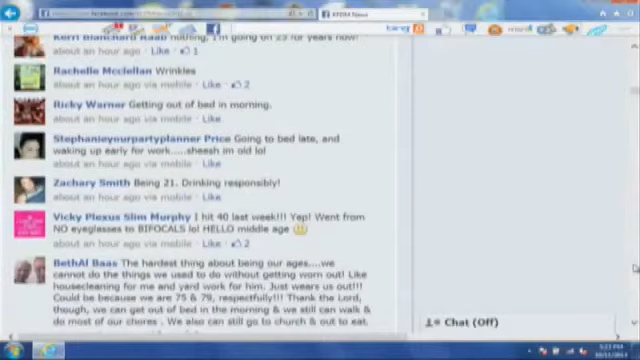 KFOR
Kerri Blanchard Raab nothing, I'm going on 25 for years now!
about an hour ago · Like · 1
Rachelle Mcclellan Wrinkles
about an hour ago via mobile · Like · 2
Ricky Warner Getting out of bed in morning.
about an hour ago via mobile · Like
Stephanieyourpartyplanner Price Going to bed late, and
waking up early for work.....sheesh im old lol
about an hour ago via mobile · Like
Zachary Smith Being 21. Drinking responsibly!
about an hour ago via mobile · Like
Vicky Plexus Slim Murphy I hit 40 last week!!! Yep! Went from
NO eyeglasses to BIFOCALS lol HELLO middle age
about an hour ago via mobile · Like · 2
BethAl Baas The hardest thing about being our ages....we
cannot do the things we used to do without getting worn out! Like
housecleaning for me and yard work for him. Just wears us out!!!
Could be because we are 75 & 79, respectfully!!! Thank the Lord,
though, we can get out of bed in the morning & we still can walk &
do most of our chores . We also can still go to church & out to eat.
Chat (Off)